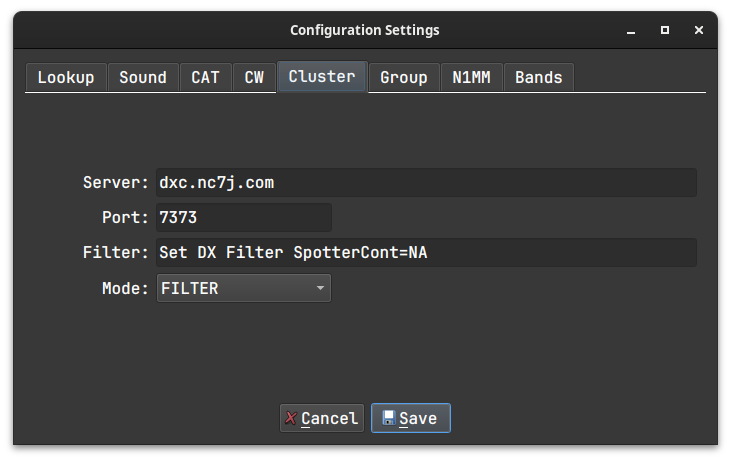 Configuration Settings
Lookup Sound CAT CW Cluster Group N1MM Bands
Server: dxc.nc7j.com
Port: 7373
Filter: Set DX Filter SpotterCont=NA
Mode: FILTER
Cancel Save